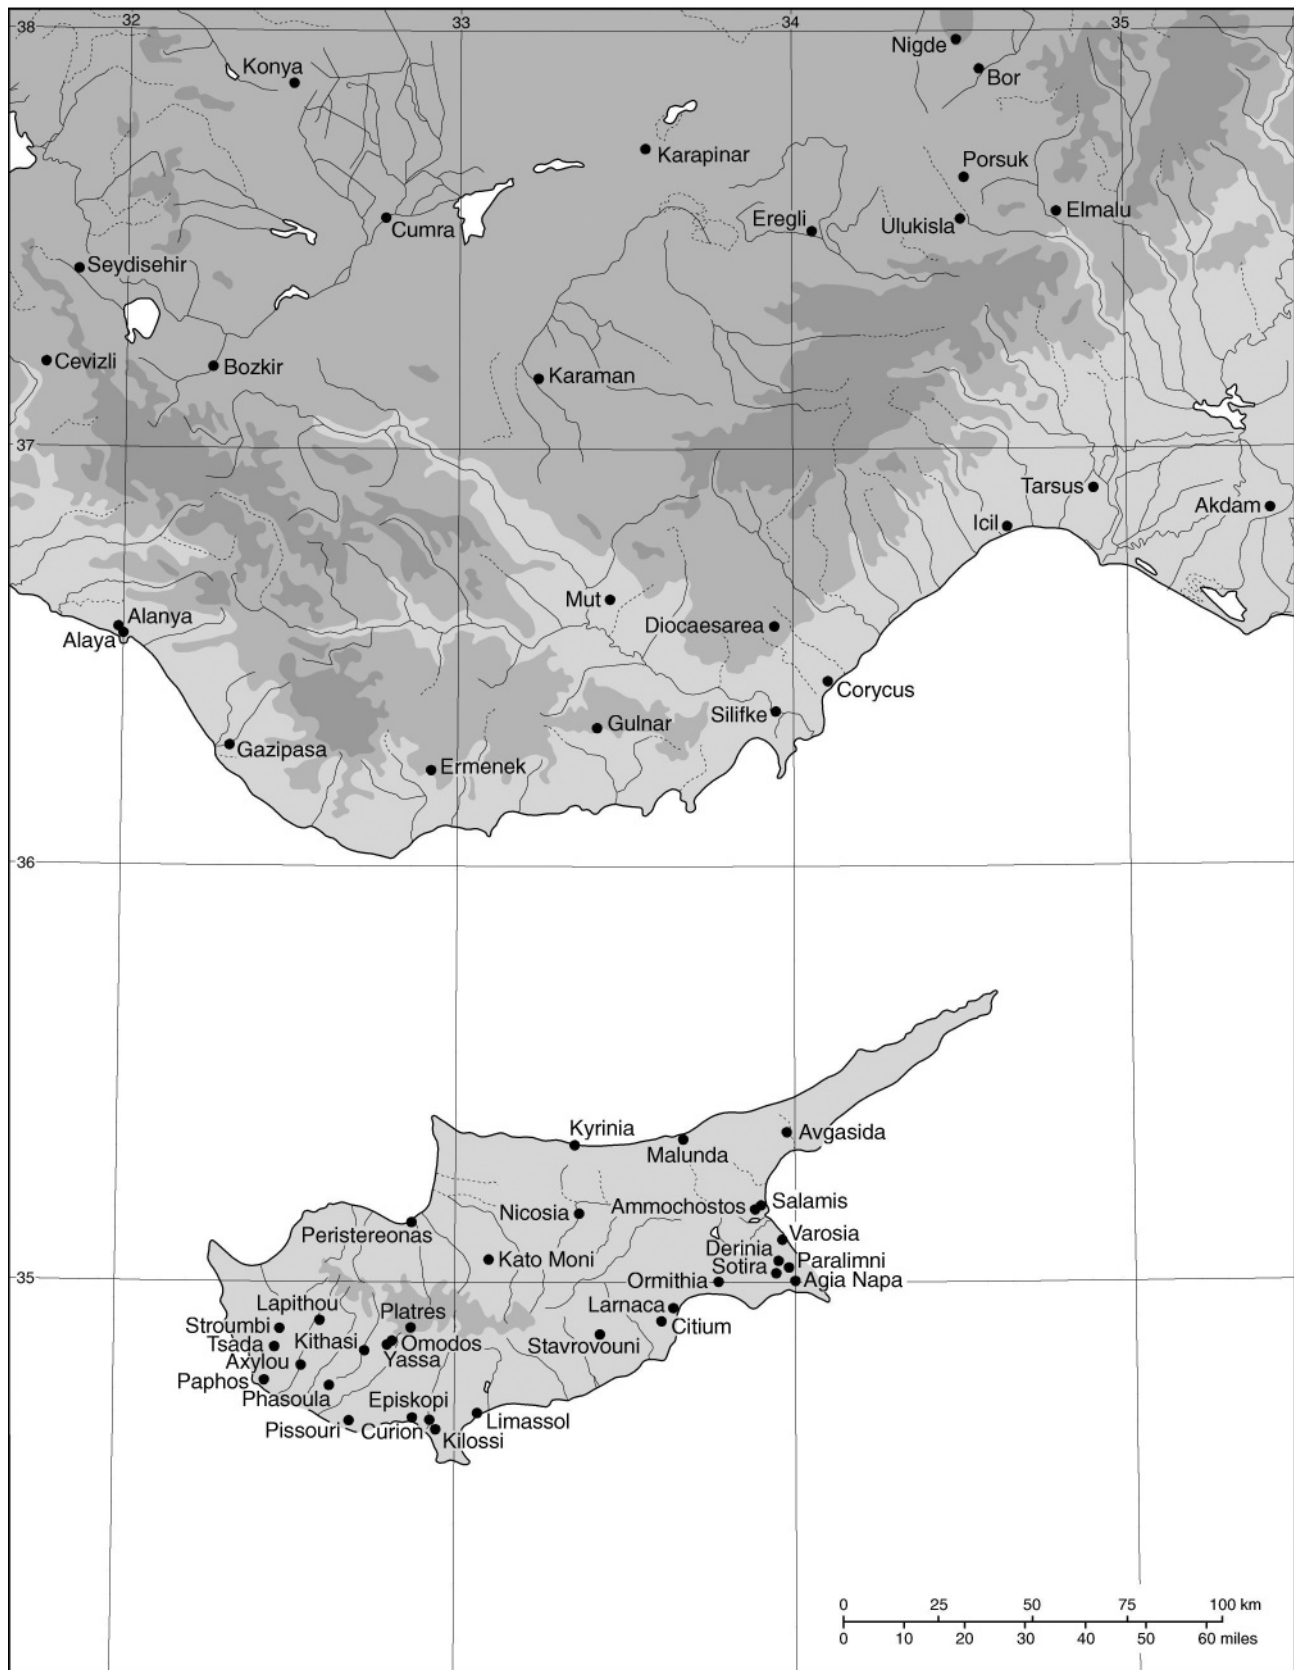 32 33 34 35
38
Nigde
Konya
Bor
Karapinar
Porsuk
Elmalu
Eregli
Ulukisla
Cumra
Seydisehir
Cevizli
Bozkir
Karaman
37
Tarsus
Akdam
Icil
Mut
Alanya
Diocaesarea
Alaya
Corycus
Silifke
Gulnar
Gazipasa
Ermenek
36
Kyrinia
Avgasida
Malunda
Salamis
Ammochostos
Nicosia
Peristereonas
Varosia
Derinia
Kato Moni
Paralimni
Sotira
35
Ormithia
Agia Napa
Lapithou
Larnaca
Platres
Stroumbi
Citium
Kithasi
Omodos
Tsada
Stavrovouni
Yassa
Axylou
Paphos
Phasoula
Episkopi
Limassol
Pissouri
Curion
Kilossi
0 25 50 75 100 km
0 10 20 30 40 50 60 miles